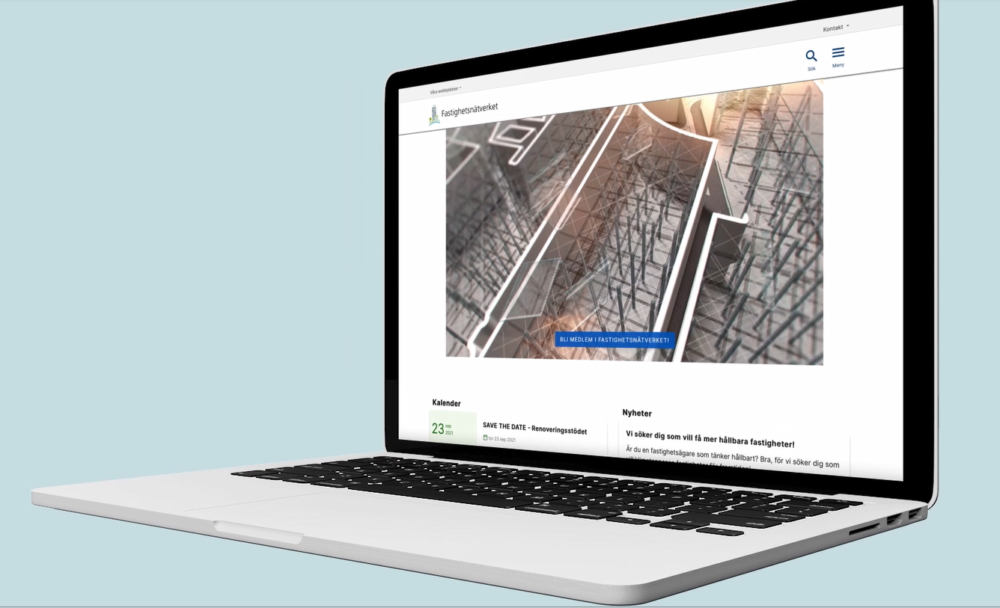 Kontakt
Våra webbplatser
Sök
Meny
Fastighetsnätverket
BLI MEDLEM I FASTIGHETSNÄTVERKET!
Kalender
Nyheter
23 sep 2021
SAVE THE DATE - Renoveringsstödet
tor 23 sep 2021
Vi söker dig som vill få mer hållbara fastigheter!
Är du en fastighetsägare som tänker hållbart? Bra, för vi söker dig som